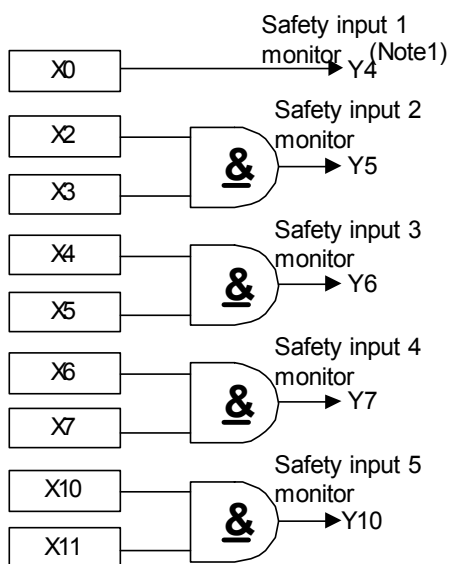 Safety input 1
monitor (Note1)
X0
Y4
Safety input 2
monitor
X2
&
Y5
X3
Safety input 3
monitor
X4
&
Y6
X5
Safety input 4
monitor
X6
&
Y7
X7
Safety input 5
monitor
X10
&
Y10
X11